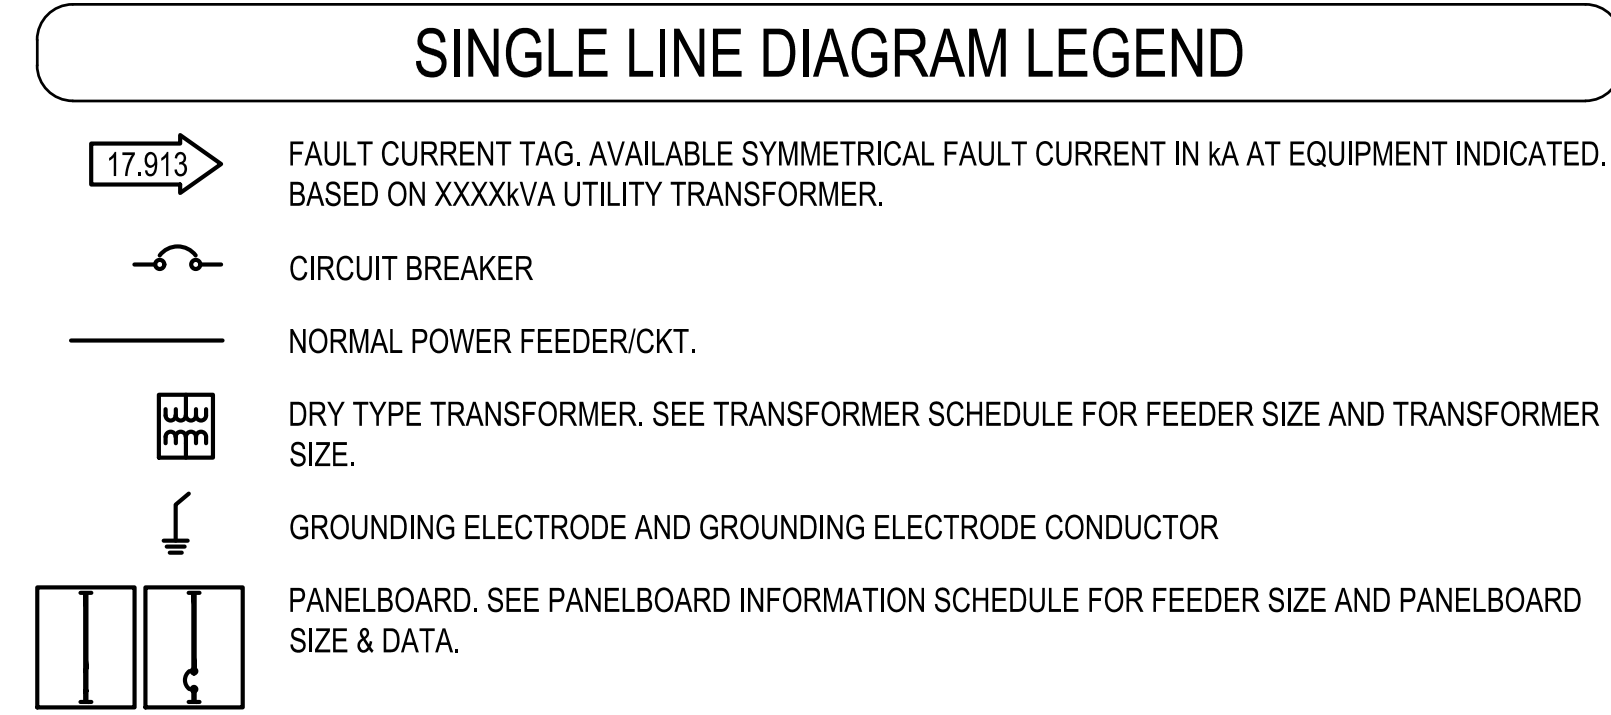 SINGLE LINE DIAGRAM LEGEND
17.913
FAULT CURRENT TAG. AVAILABLE SYMMETRICAL FAULT CURRENT IN kA AT EQUIPMENT INDICATED.
BASED ON XXXXkVA UTILITY TRANSFORMER.
CIRCUIT BREAKER
NORMAL POWER FEEDER/CKT.
DRY TYPE TRANSFORMER. SEE TRANSFORMER SCHEDULE FOR FEEDER SIZE AND TRANSFORMER
SIZE.
GROUNDING ELECTRODE AND GROUNDING ELECTRODE CONDUCTOR
PANELBOARD. SEE PANELBOARD INFORMATION SCHEDULE FOR FEEDER SIZE AND PANELBOARD
SIZE & DATA.